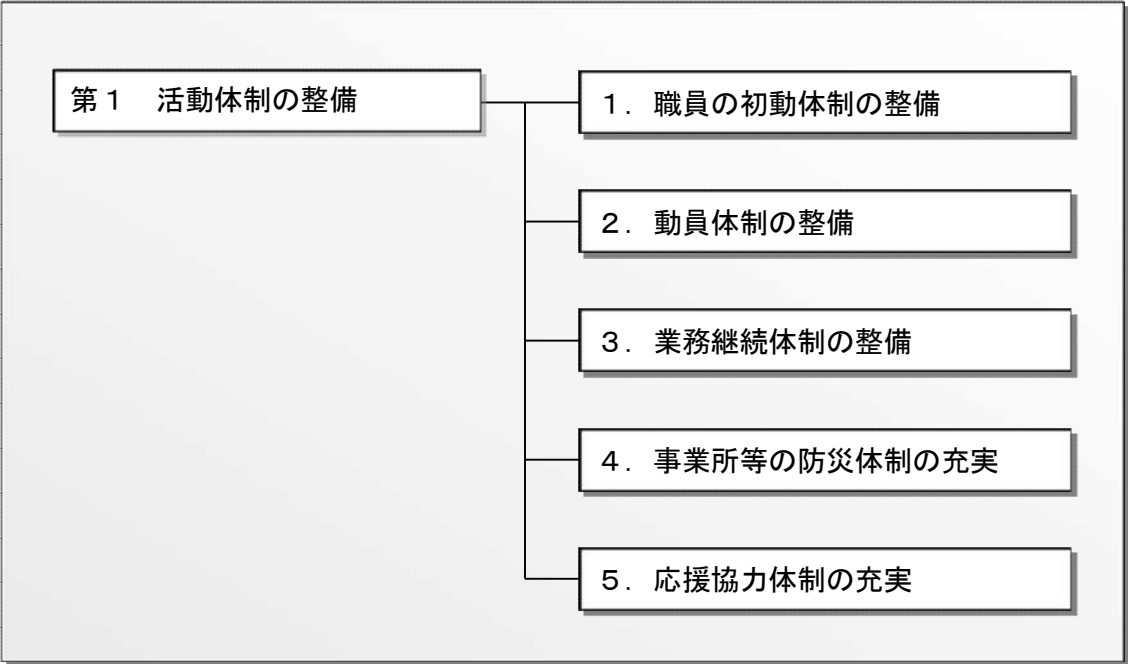 第１　活動体制の整備
１．職員の初動体制の整備
２．動員体制の整備
３．業務継続体制の整備
４．事業所等の防災体制の充実
５．応援協力体制の充実